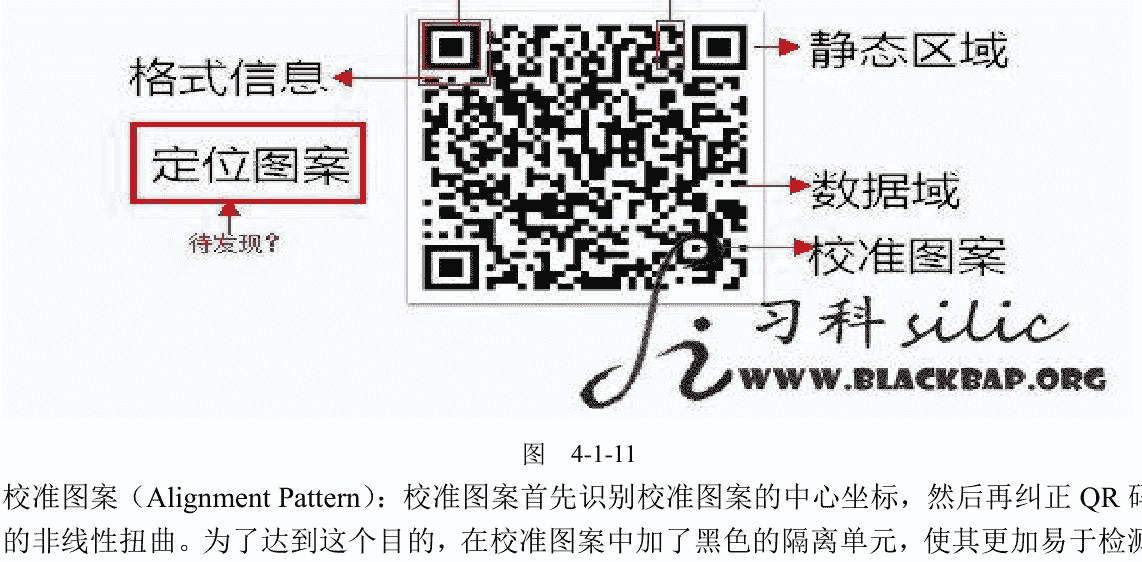 静态区域
格式信息
定位图案
数据域
待发现?
校准图案
习科 silic
WWW.BLACKBAP.ORG
图 4-1-11
校准图案（Alignment Pattern）：校准图案首先识别校准图案的中心坐标，然后再纠正 QR 码
的非线性扭曲。为了达到这个目的，在校准图案中加了黑色的隔离单元，使其更加易于检测